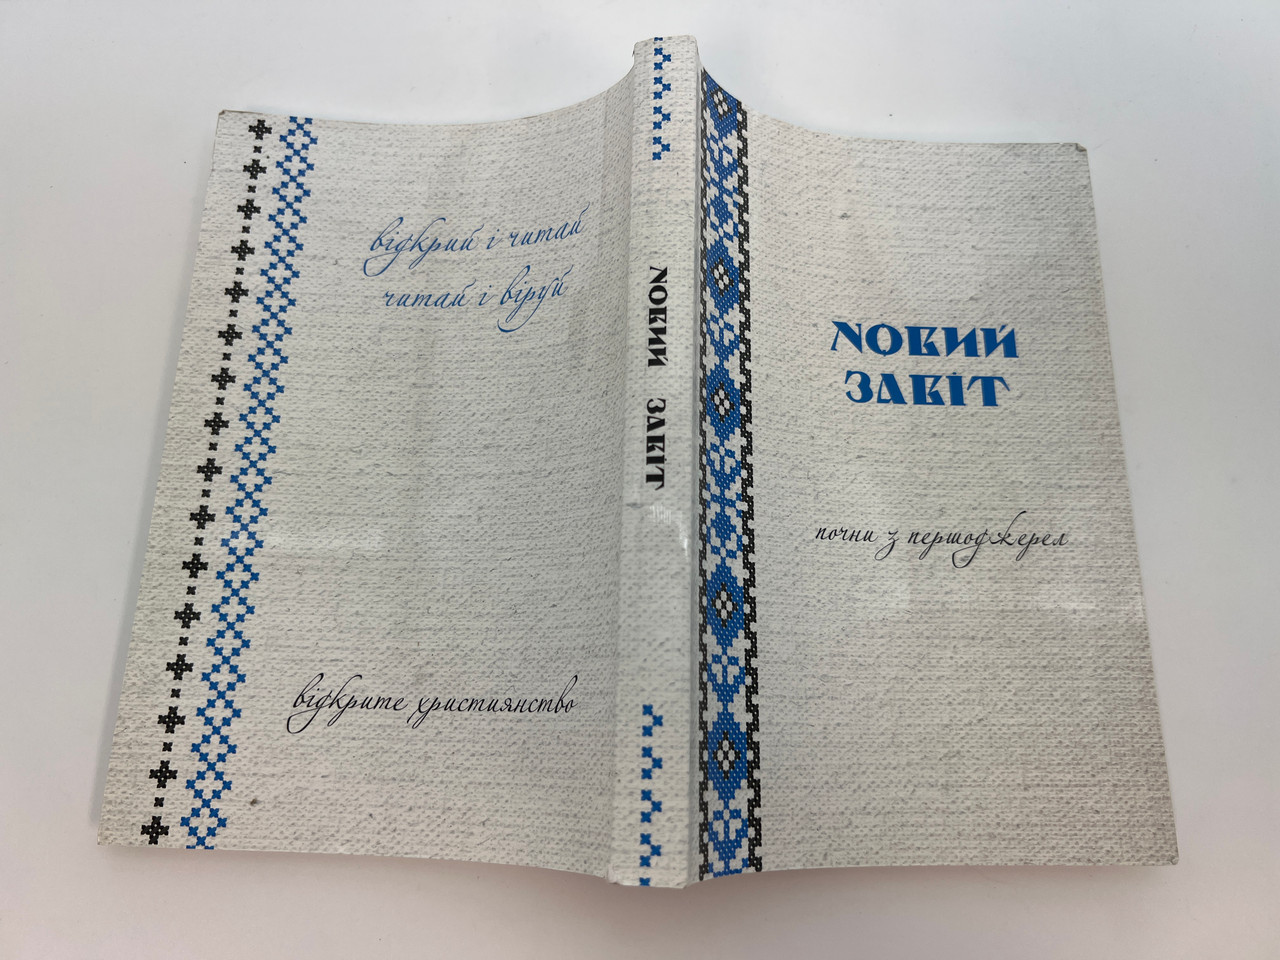 відкрий і читай
читай і віруй
відкрите християнство
НОВИЙ ЗАВІТ
НОВИЙ
ЗАВІТ
почни з першоджерел